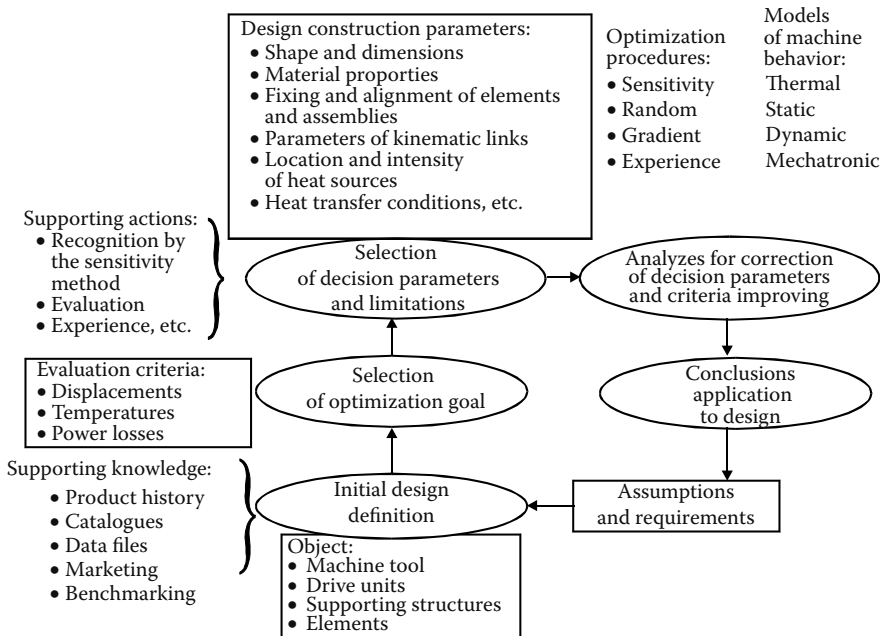 Design construction parameters:
• Shape and dimensions
• Material properties
• Fixing and alignment of elements
and assemblies
• Parameters of kinematic links
• Location and intensity
of heat sources
• Heat transfer conditions, etc.
Optimization
procedures:
• Sensitivity
• Random
• Gradient
• Experience
Models
of machine
behavior:
Thermal
Static
Dynamic
Mechatronic
Supporting actions:
• Recognition by
the sensitivity
method
• Evaluation
• Experience, etc.
Selection
of decision parameters
and limitations
Analyzes for correction
of decision parameters
and criteria improving
Evaluation criteria:
• Displacements
• Temperatures
• Power losses
Selection
of optimization goal
Conclusions
application
to design
Supporting knowledge:
• Product history
• Catalogues
• Data files
• Marketing
• Benchmarking
Initial design
definition
Assumptions
and requirements
Object:
• Machine tool
• Drive units
• Supporting structures
• Elements